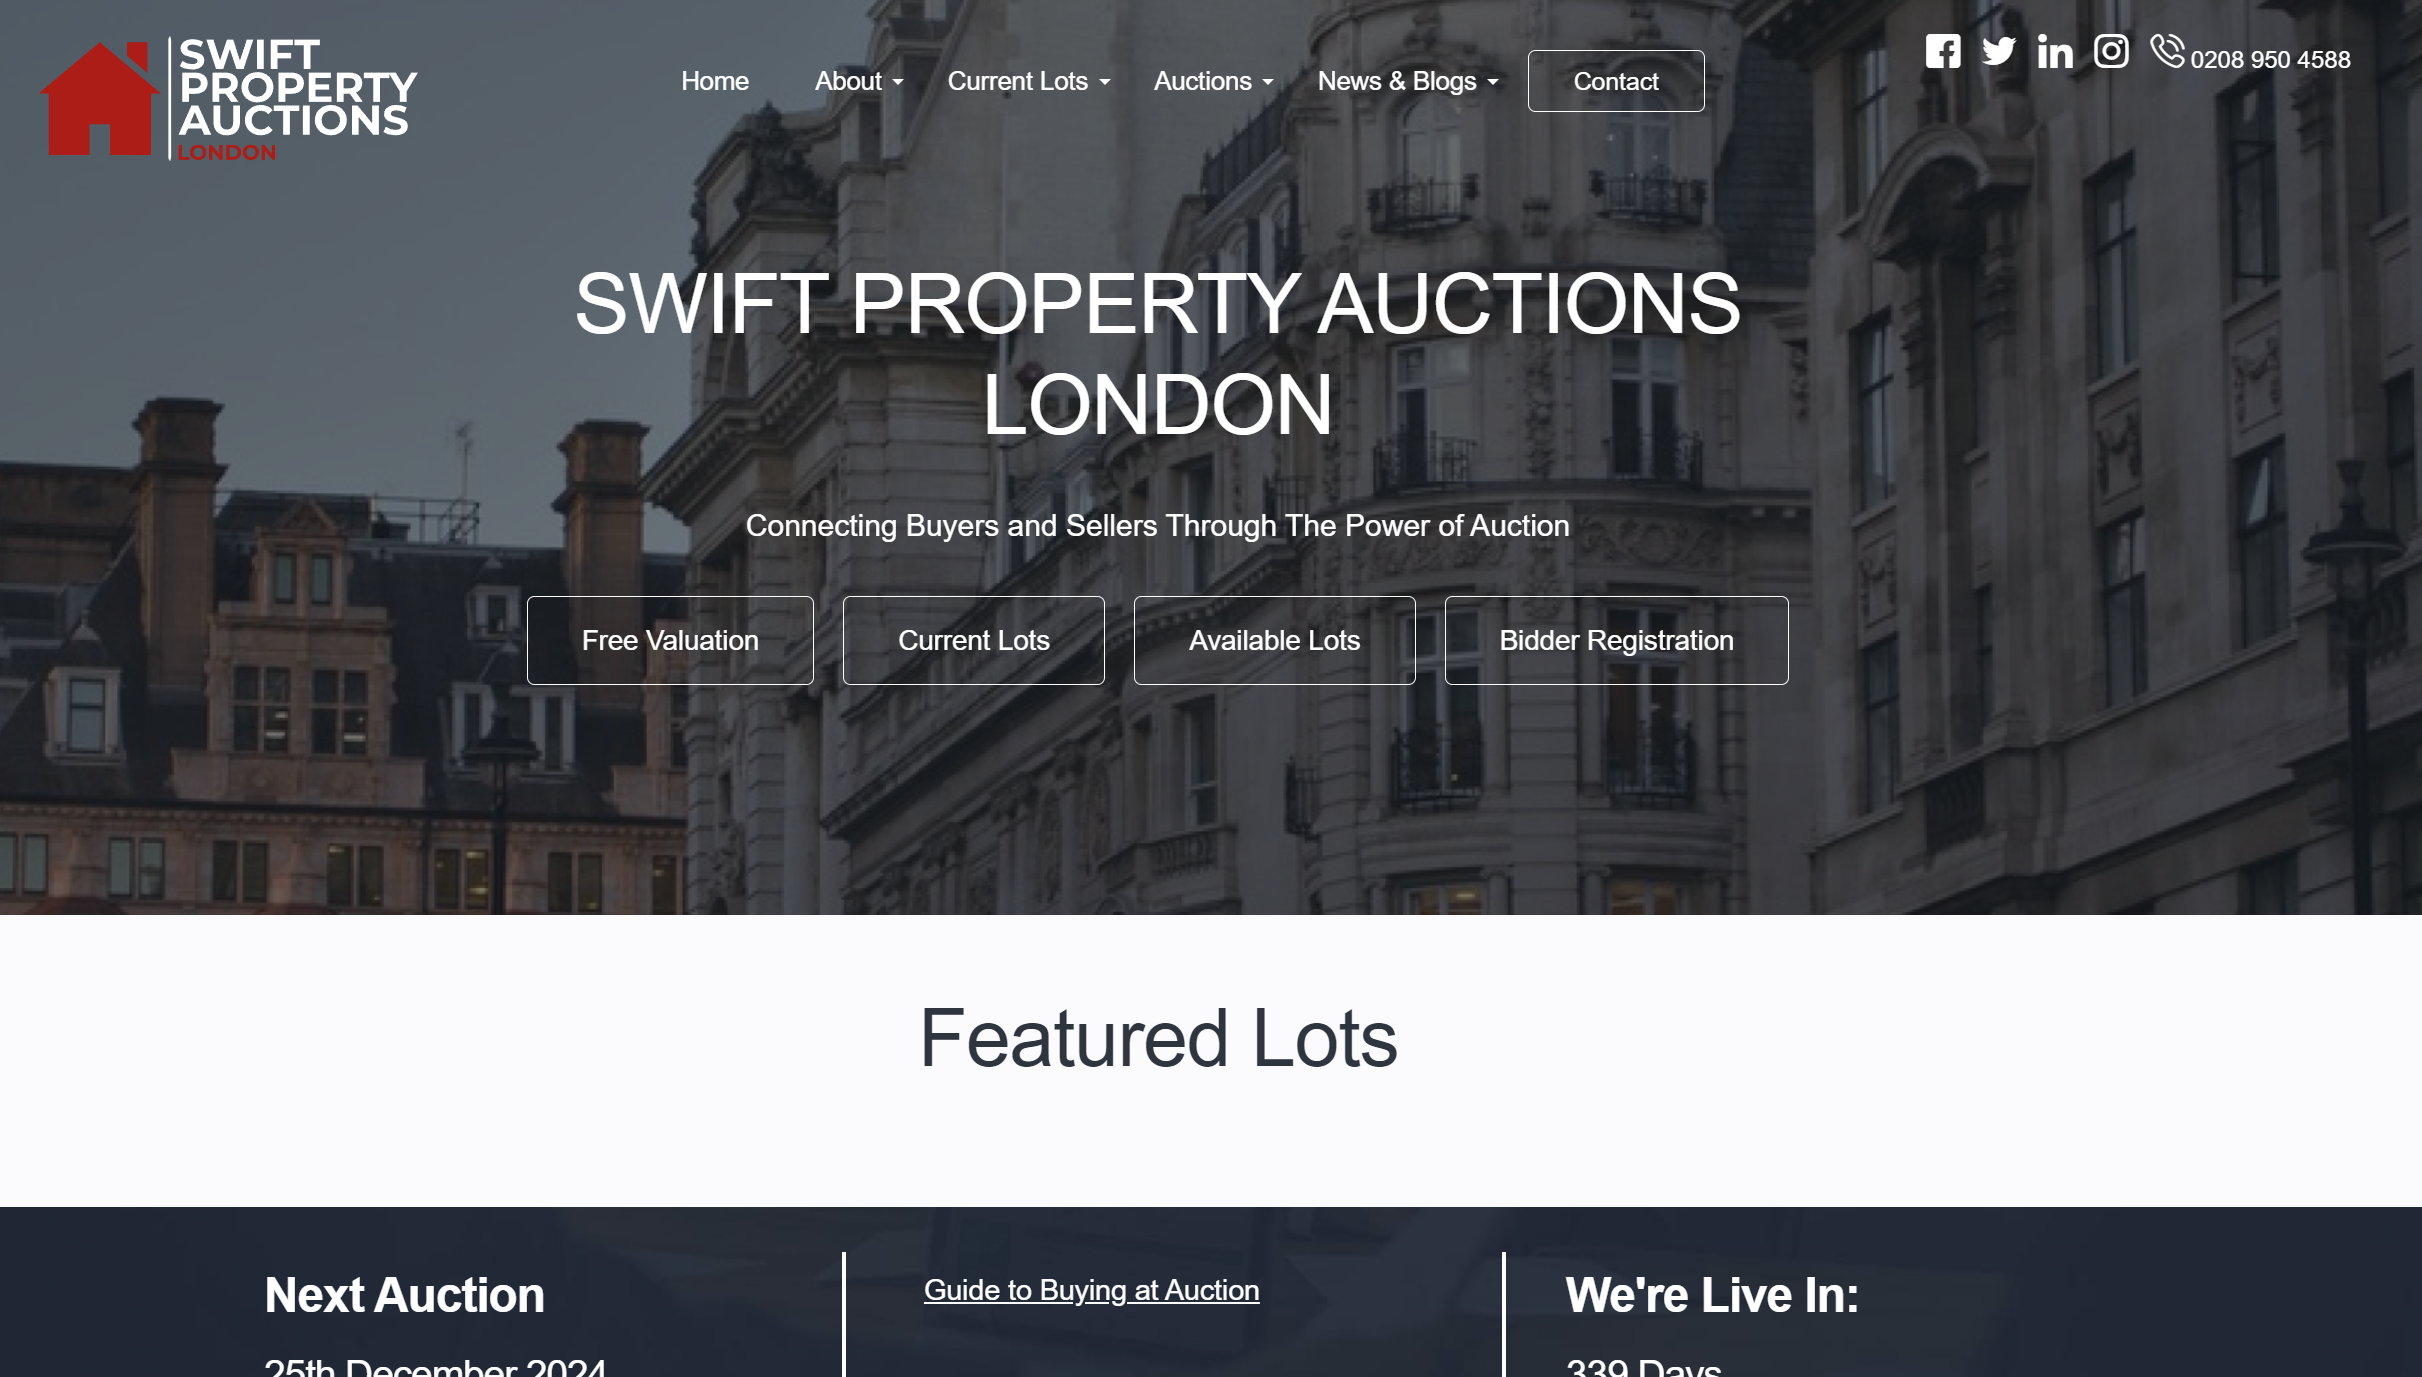 SWIFT
PROPERTY
AUCTIONS
LONDON
Home
About
Current Lots
Auctions
News & Blogs
Contact
0208 950 4588
SWIFT PROPERTY AUCTIONS
LONDON
Connecting Buyers and Sellers Through The Power of Auction
Free Valuation
Current Lots
Available Lots
Bidder Registration
Featured Lots
Next Auction
25th December 2024
Guide to Buying at Auction
We're Live In:
339 Days